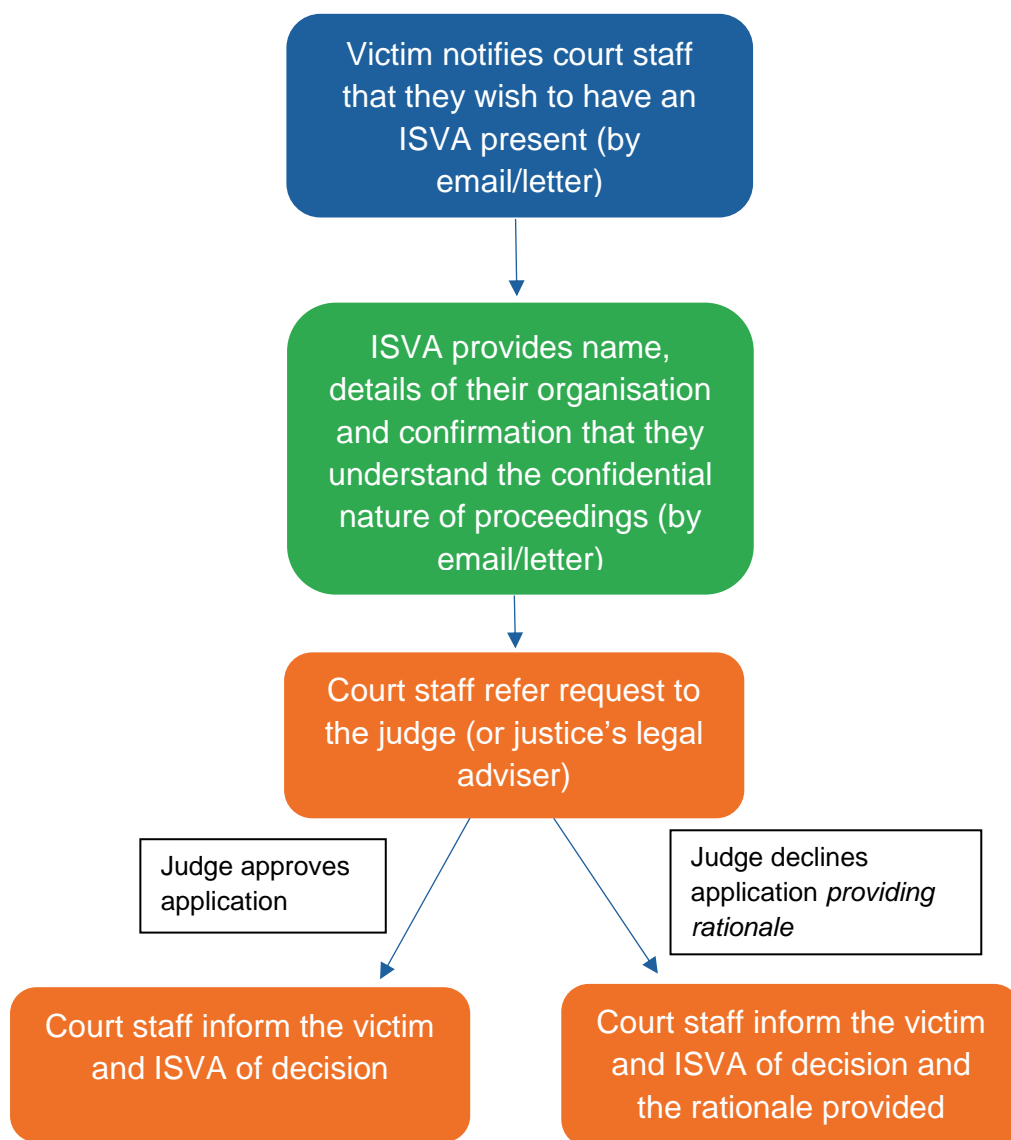 Victim notifies court staff
that they wish to have an
ISVA present (by
email/letter)
ISVA provides name,
details of their organisation
and confirmation that they
understand the confidential
nature of proceedings (by
email/letter)
Court staff refer request to
the judge (or justice’s legal
adviser)
Judge approves
application
Judge declines
application providing
rationale
Court staff inform the victim
and ISVA of decision
Court staff inform the victim
and ISVA of decision and
the rationale provided